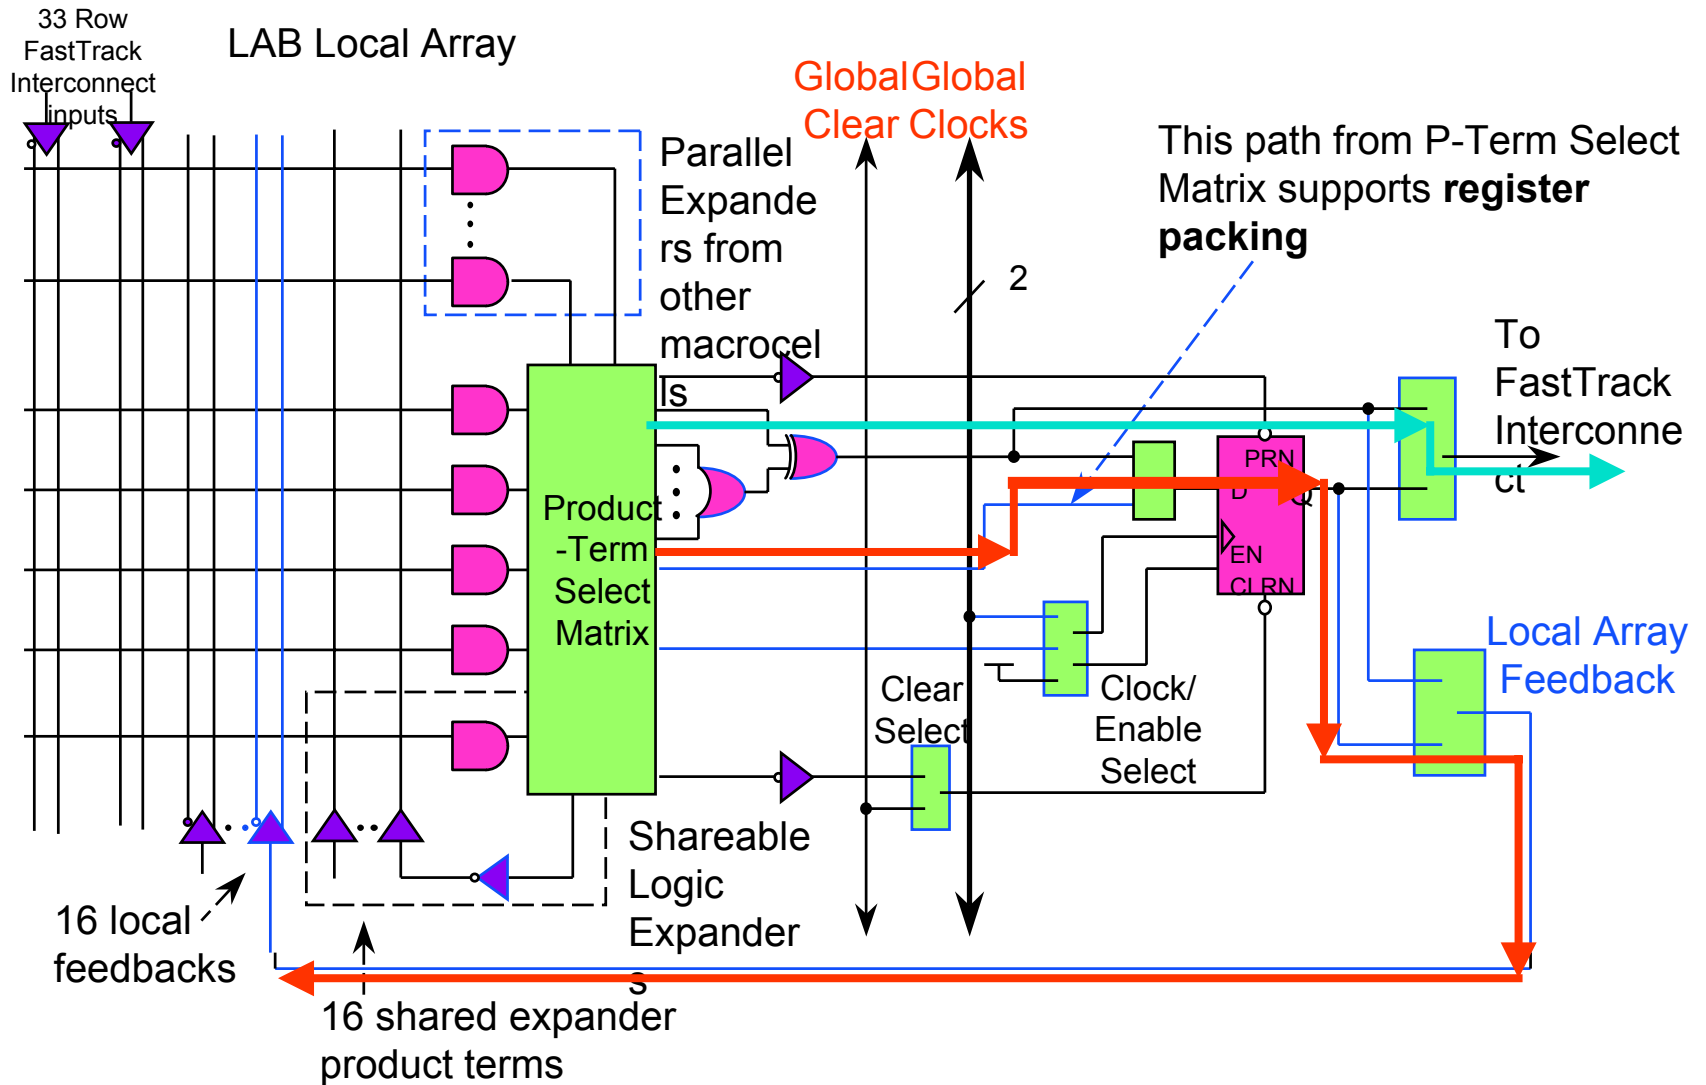 33 Row
FastTrack
Interconnect
inputs
LAB Local Array
Global Global
Clear Clocks
Parallel
Expande
rs from
other
macrocel
ls
This path from P-Term Select
Matrix supports register
packing
2
To
FastTrack
Interconne
ct
PRN
D
Q
EN
CLRN
Product
-Term
Select
Matrix
Local Array
Feedback
Clear
Select
Clock/
Enable
Select
Shareable
Logic
Expander
s
16 local
feedbacks
16 shared expander
product terms